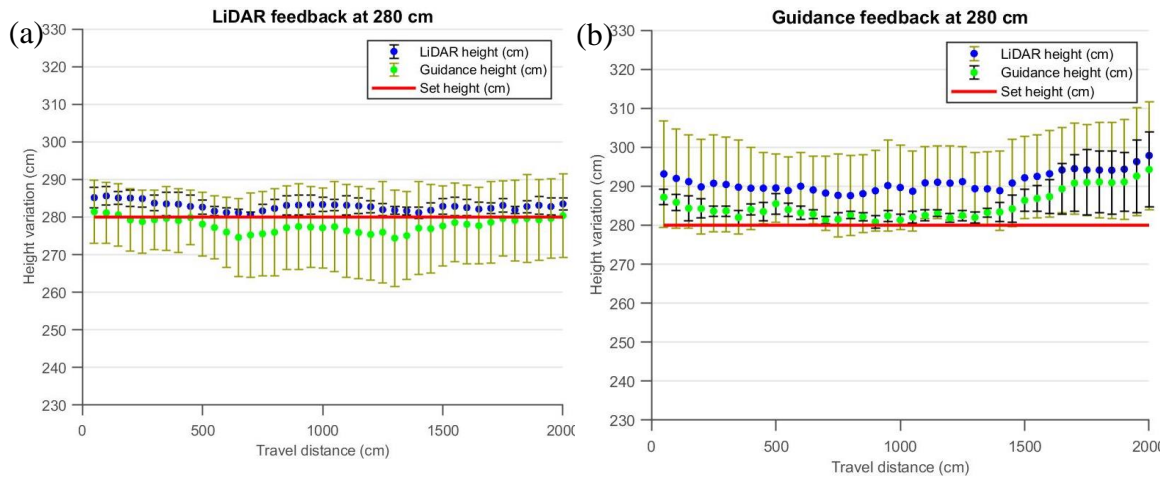 (a)
LiDAR feedback at 280 cm
LiDAR height (cm)
Guidance height (cm)
Set height (cm)
Height variation (cm)
330
320
310
300
290
280
270
260
250
240
230
0
500
1000
1500
2000
Travel distance (cm)
(b)
Guidance feedback at 280 cm
LiDAR height (cm)
Guidance height (cm)
Set height (cm)
Height variation (cm)
330
320
310
300
290
280
270
260
250
240
230
0
500
1000
1500
2000
Travel distance (cm)